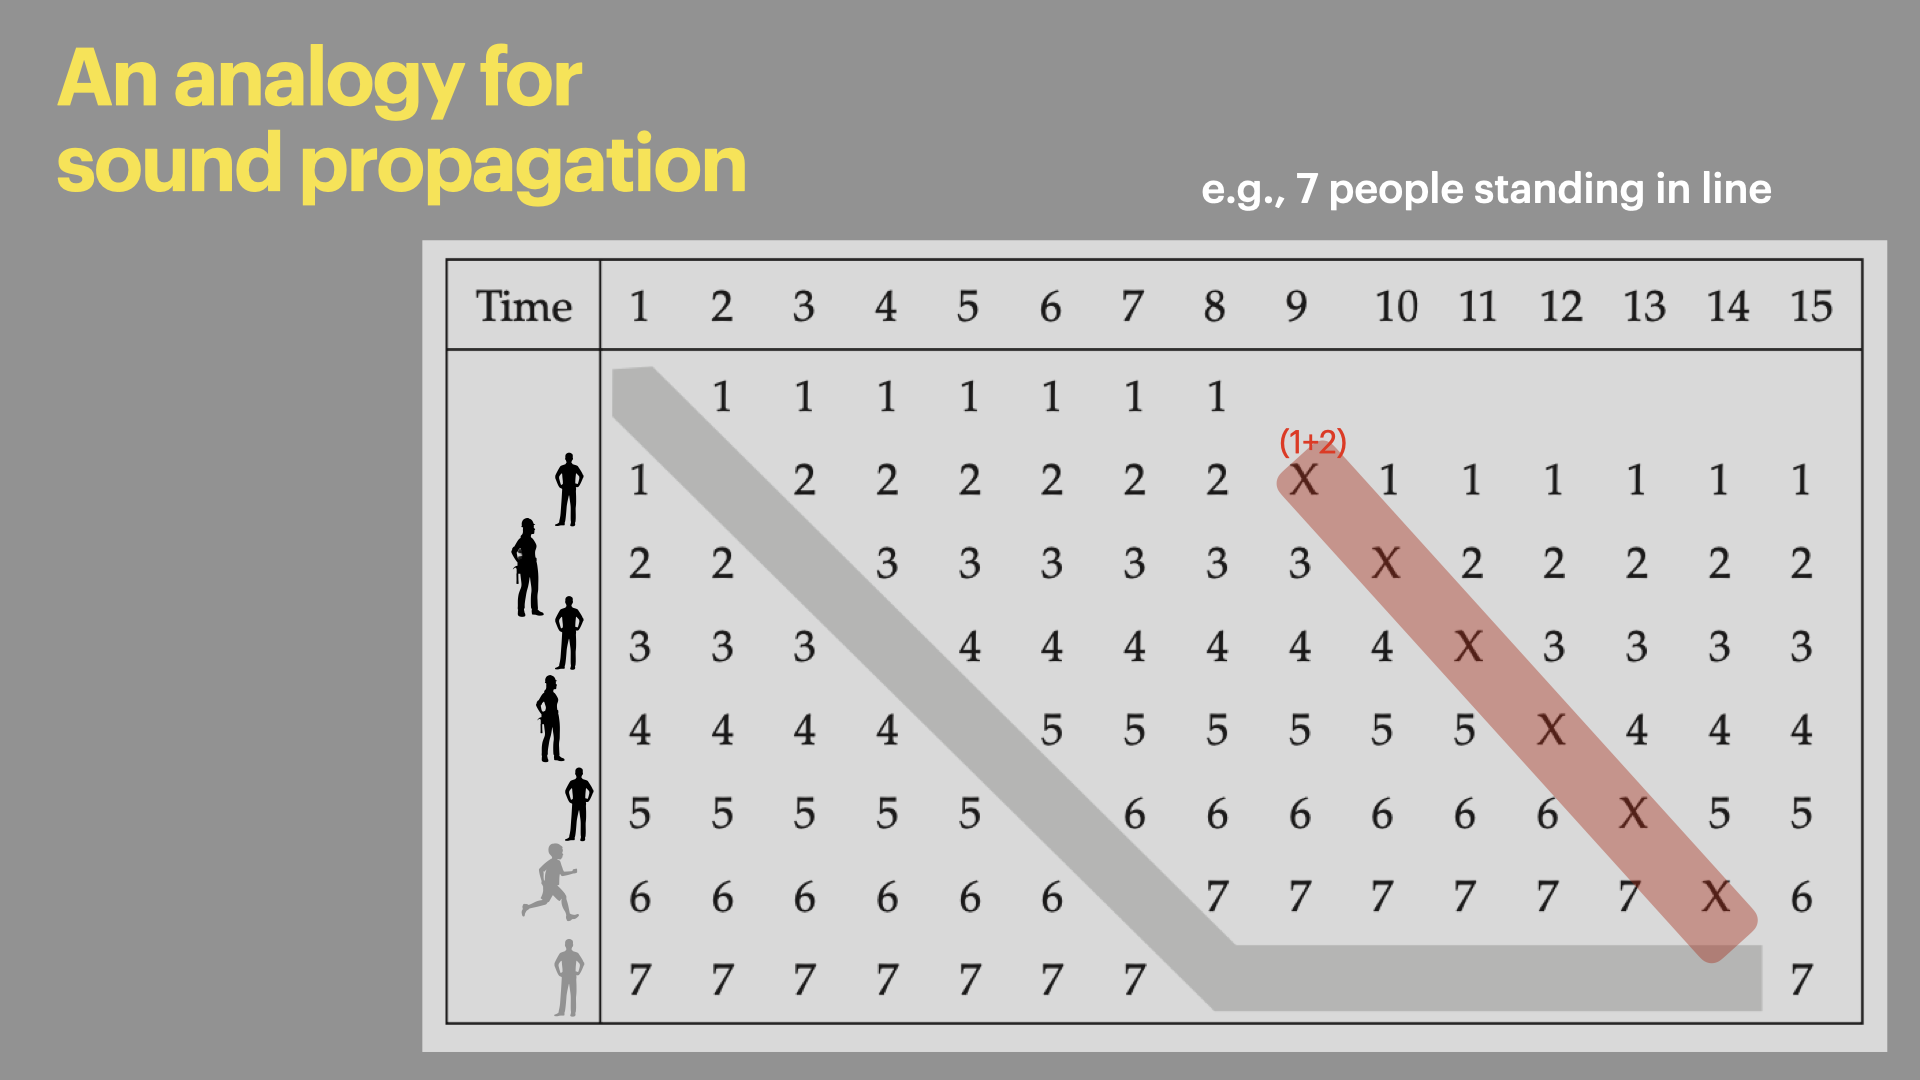 An analogy for
sound propagation
e.g., 7 people standing in line
Time 1 2 3 4 5 6 7 8 9 10 11 12 13 14 15
1 1 1 1 1 1 1
(1+2)
1 2 2 2 2 2 2 X 1 1 1 1 1 1
2 2 3 3 3 3 3 3 X 2 2 2 2 2
3 3 3 4 4 4 4 4 4 X 3 3 3 3
4 4 4 4 5 5 5 5 5 5 X 4 4 4
5 5 5 5 5 6 6 6 6 6 6 X 5 5
6 6 6 6 6 6 7 7 7 7 7 7 X 6
7 7 7 7 7 7 7 7